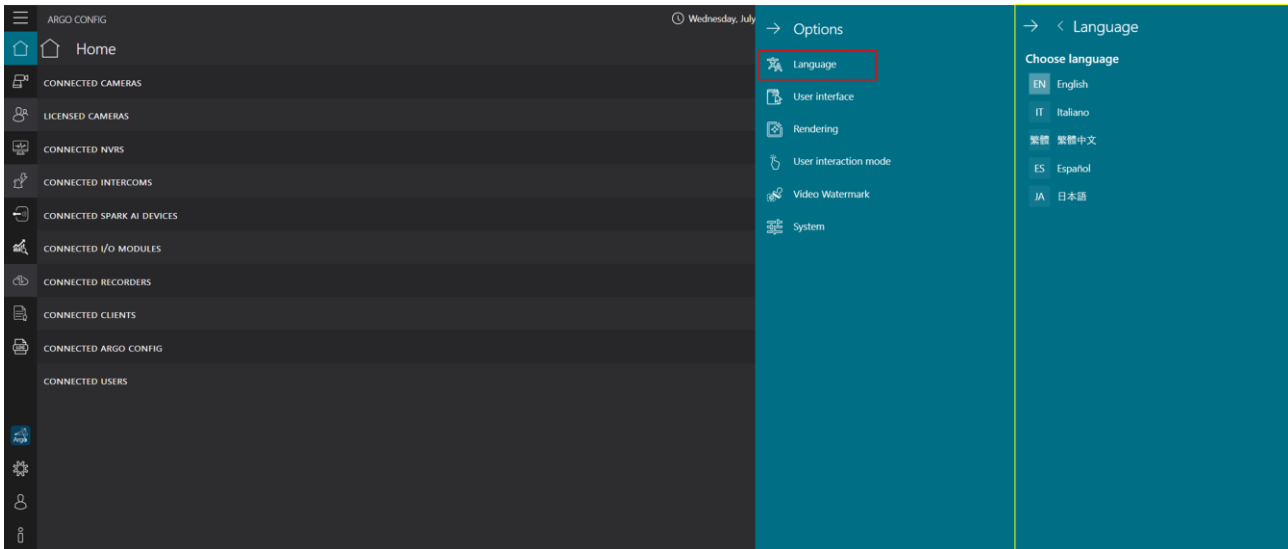 ARGO CONFIG
Wednesday, July
Home
CONNECTED CAMERAS
LICENSED CAMERAS
CONNECTED NVRS
CONNECTED INTERCOMS
CONNECTED SPARK AI DEVICES
CONNECTED I/O MODULES
CONNECTED RECORDERS
CONNECTED CLIENTS
CONNECTED ARGO CONFIG
CONNECTED USERS
Argo
Options
Language
User interface
Rendering
User interaction mode
Video Watermark
System
Language
Choose language
EN English
IT Italiano
繁體 繁體中文
ES Español
JA 日本語